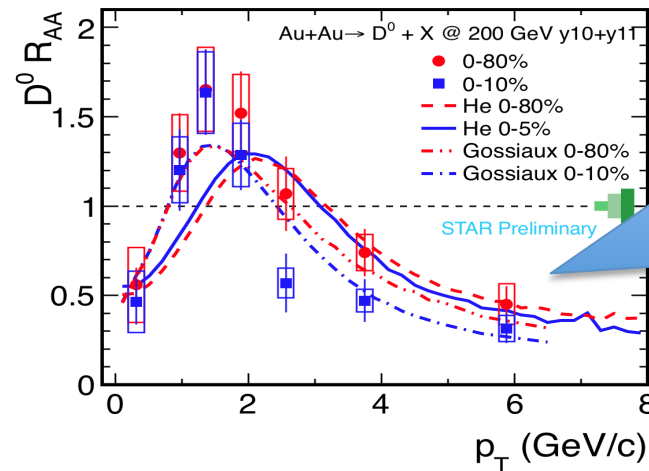 Au+Au→ D⁰ + X @ 200 GeV y10+y11
0-80%
0-10%
He 0-80%
He 0-5%
Gossiaux 0-80%
Gossiaux 0-10%
STAR Preliminary
D⁰ R_AA
2
1.5
1
0.5
0
0 2 4 6 8
p_T (GeV/c)